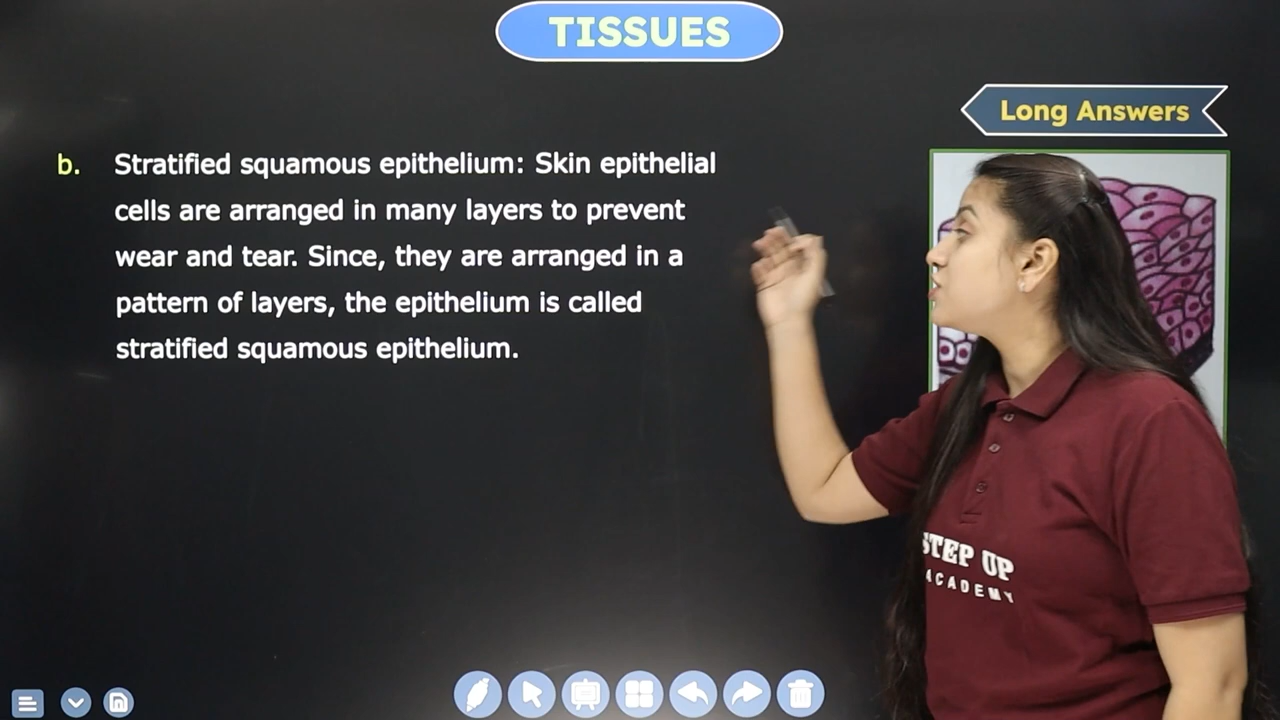 TISSUES
Long Answers
b. Stratified squamous epithelium: Skin epithelial
cells are arranged in many layers to prevent
wear and tear. Since, they are arranged in a
pattern of layers, the epithelium is called
stratified squamous epithelium.
STEP UP
ACADEMY